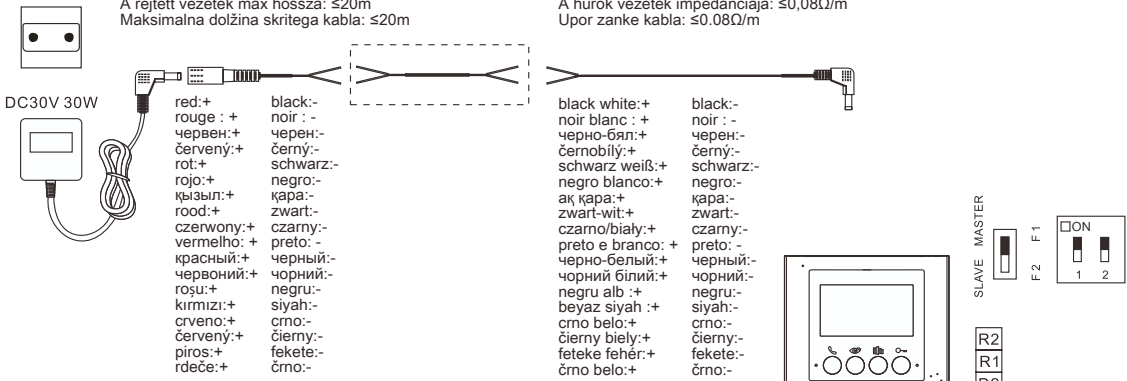 A rejtett vezeték max hossza: ≤20m
Maksimalna dolžina skritega kabla: ≤20m
A hurok vezeték impedanciája: ≤0,08Ω/m
Upor zanke kabla: ≤0.08Ω/m
DC30V 30W
red:+ black:-
rouge : + noir : -
червен:+ черен:-
červený:+ černý:-
rot:+ schwarz:-
rojo:+ negro:-
қызыл:+ қара:-
rood:+ zwart:-
czerwony:+ czarny:-
vermelho: + preto: -
красный:+ черный:-
червоний:+ чорний:-
roșu:+ negru:-
kırmızı:+ siyah:-
crveno:+ crno:-
červený:+ čierny:-
piros:+ fekete:-
rdeče:+ črno:-
black white:+ black:-
noir blanc : + noir : -
черно-бял:+ черен:-
černobílý:+ černý:-
schwarz weiß:+ schwarz:-
negro blanco:+ negro:-
ақ қара:+ қара:-
zwart-wit:+ zwart:-
czarno/biały:+ czarny:-
preto e branco: + preto: -
черно-белый:+ черный:-
чорний білий:+ чорний:-
negru alb :+ negru:-
beyaz siyah :+ siyah:-
crno belo:+ crno:-
čierny biely:+ čierny:-
feteke fehér:+ fekete:-
črno belo:+ črno:-
SLAVE MASTER
F2 F1
ON
1 2
R2
R1